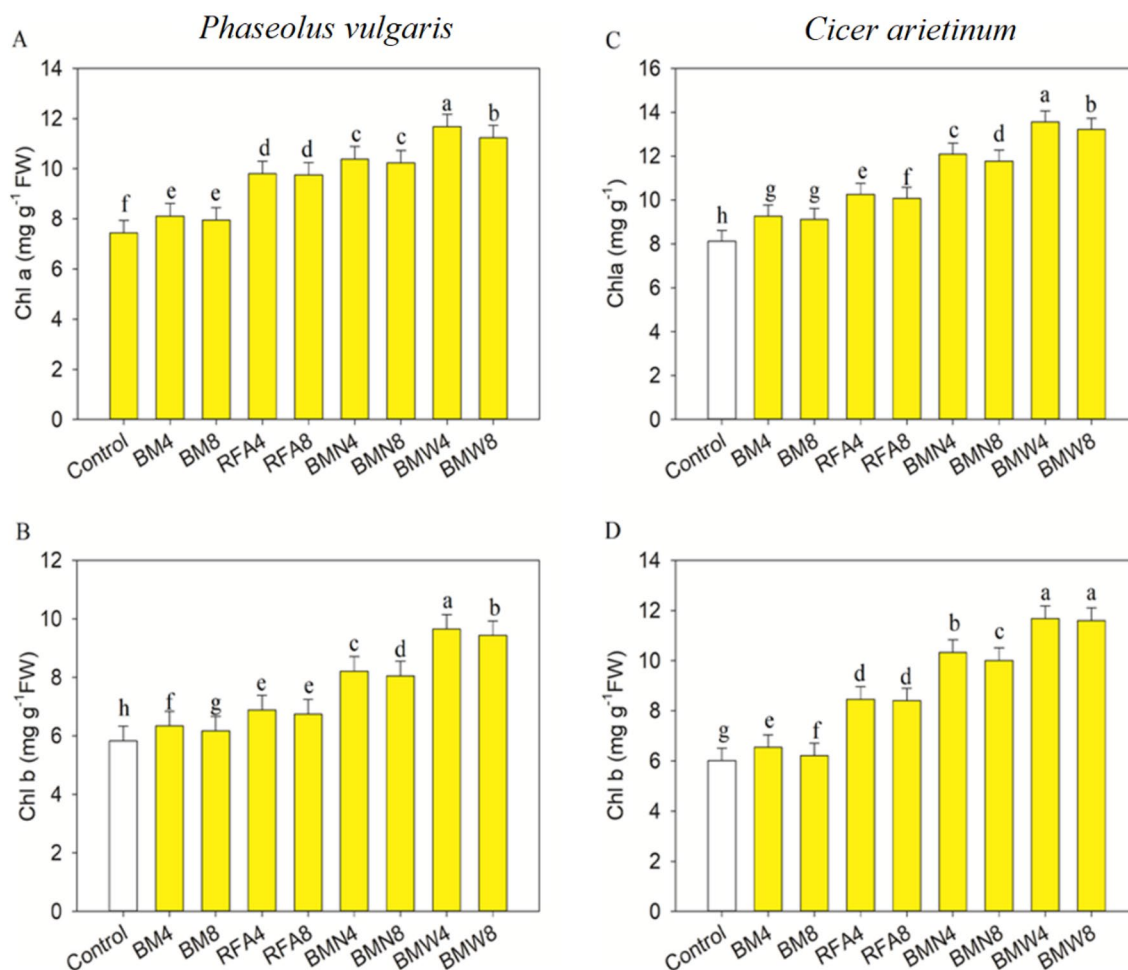 Phaseolus vulgaris
Cicer arietinum
A
14
12
10
8
6
4
2
0
Chl a (mg g⁻¹ FW)
f e e d d c c a b
Control BM4 BM8 RFA4 RFA8 BMN4 BMN8 BMW4 BMW8
C
16
14
12
10
8
6
4
2
0
Chla (mg g⁻¹)
h g g e f c d a b
Control BM4 BM8 RFA4 RFA8 BMN4 BMN8 BMW4 BMW8
B
12
10
8
6
4
2
0
Chl b (mg g⁻¹FW)
h f g e e c d a b
Control BM4 BM8 RFA4 RFA8 BMN4 BMN8 BMW4 BMW8
D
14
12
10
8
6
4
2
0
Chl b (mg g⁻¹FW)
g e f d d b c a a
Control BM4 BM8 RFA4 RFA8 BMN4 BMN8 BMW4 BMW8